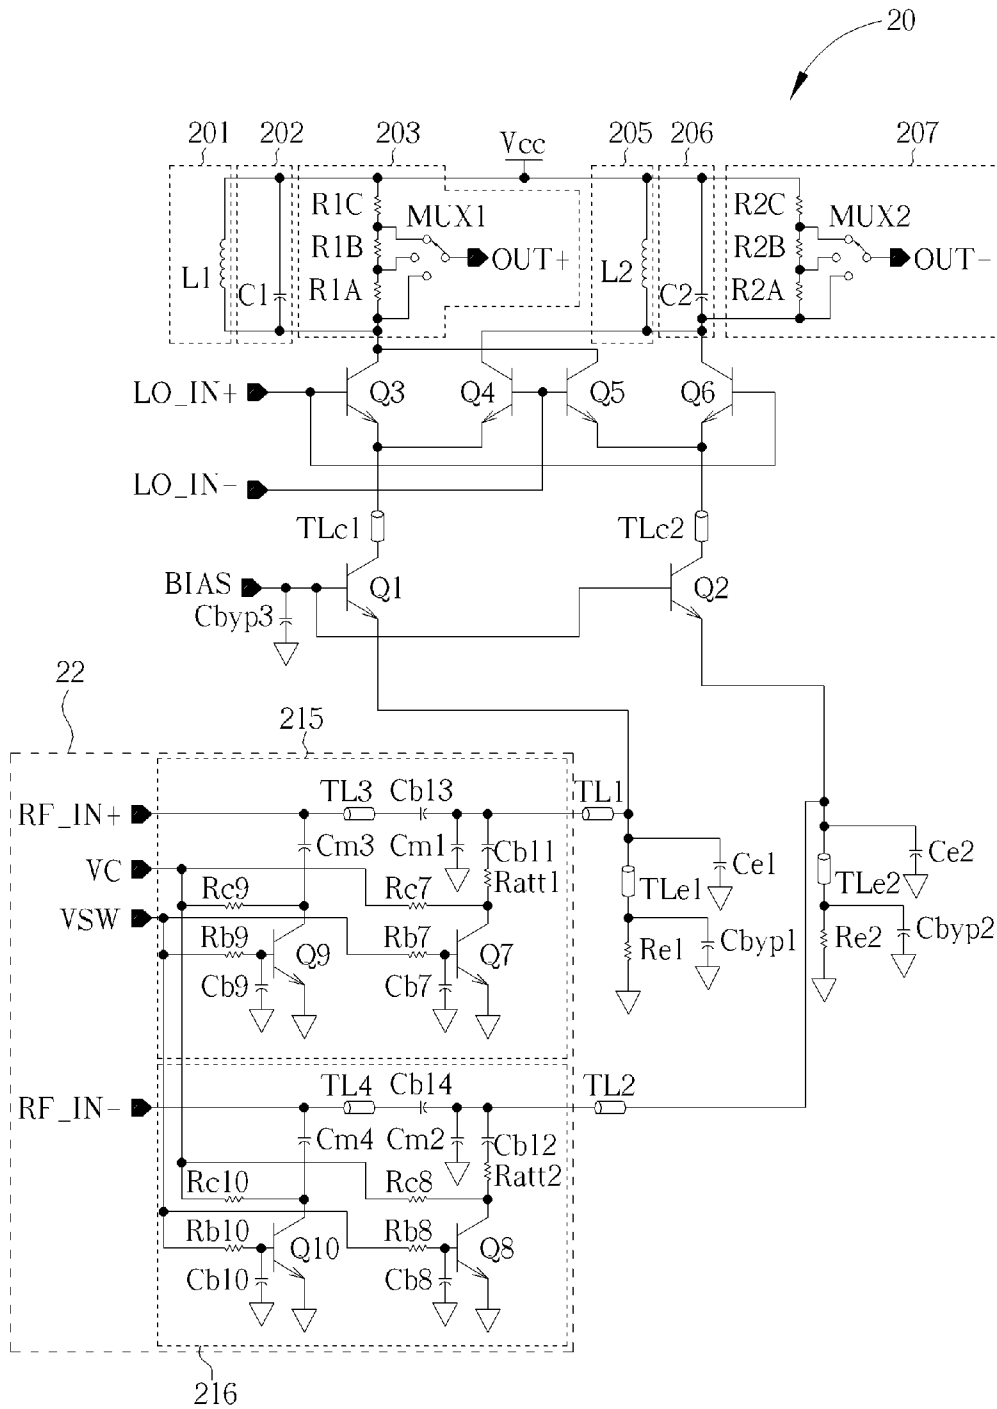 20
201 202 203 Vcc 205 206 207
R1C MUX1 R2C MUX2
R1B OUT+ R2B OUT-
L1 C1 R1A L2 C2 R2A
LO_IN+ Q3 Q4 Q5 Q6
LO_IN-
TLc1 TLc2
BIAS Q1 Q2
Cbyp3
22
215
RF_IN+ TL3 Cb13 TL1
Cm3 Cm1 Cb11 Ce1 Ce2
VC Rc9 Rc7 Ratt1 TLe1 TLe2
VSW Rb9 Q9 Rb7 Q7 Re1 Cbyp1 Re2 Cbyp2
Cb9 Cb7
RF_IN- TL4 Cb14 TL2
Cm4 Cm2 Cb12
Rc10 Rc8 Ratt2
Rb10 Q10 Rb8 Q8
Cb10 Cb8
216